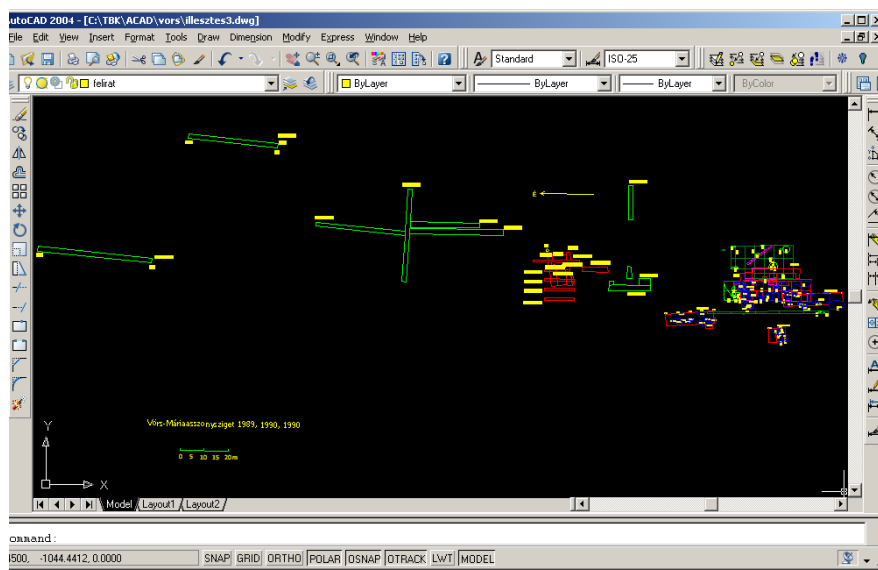 AutoCAD 2004 - [C:\TBK\ACAD\vors\illesztes3.dwg]
File Edit View Insert Format Tools Draw Dimension Modify Express Window Help
Standard ISO-25
felirat ByLayer ByLayer ByLayer ByColor
É
Vörs-Máriaasszonysziget 1989, 1990, 1990
0 5 10 15 20m
Y
X
Model Layout1 Layout2
ommand:
500, -1044.4412, 0.0000 SNAP GRID ORTHO POLAR OSNAP OTRACK LWT MODEL